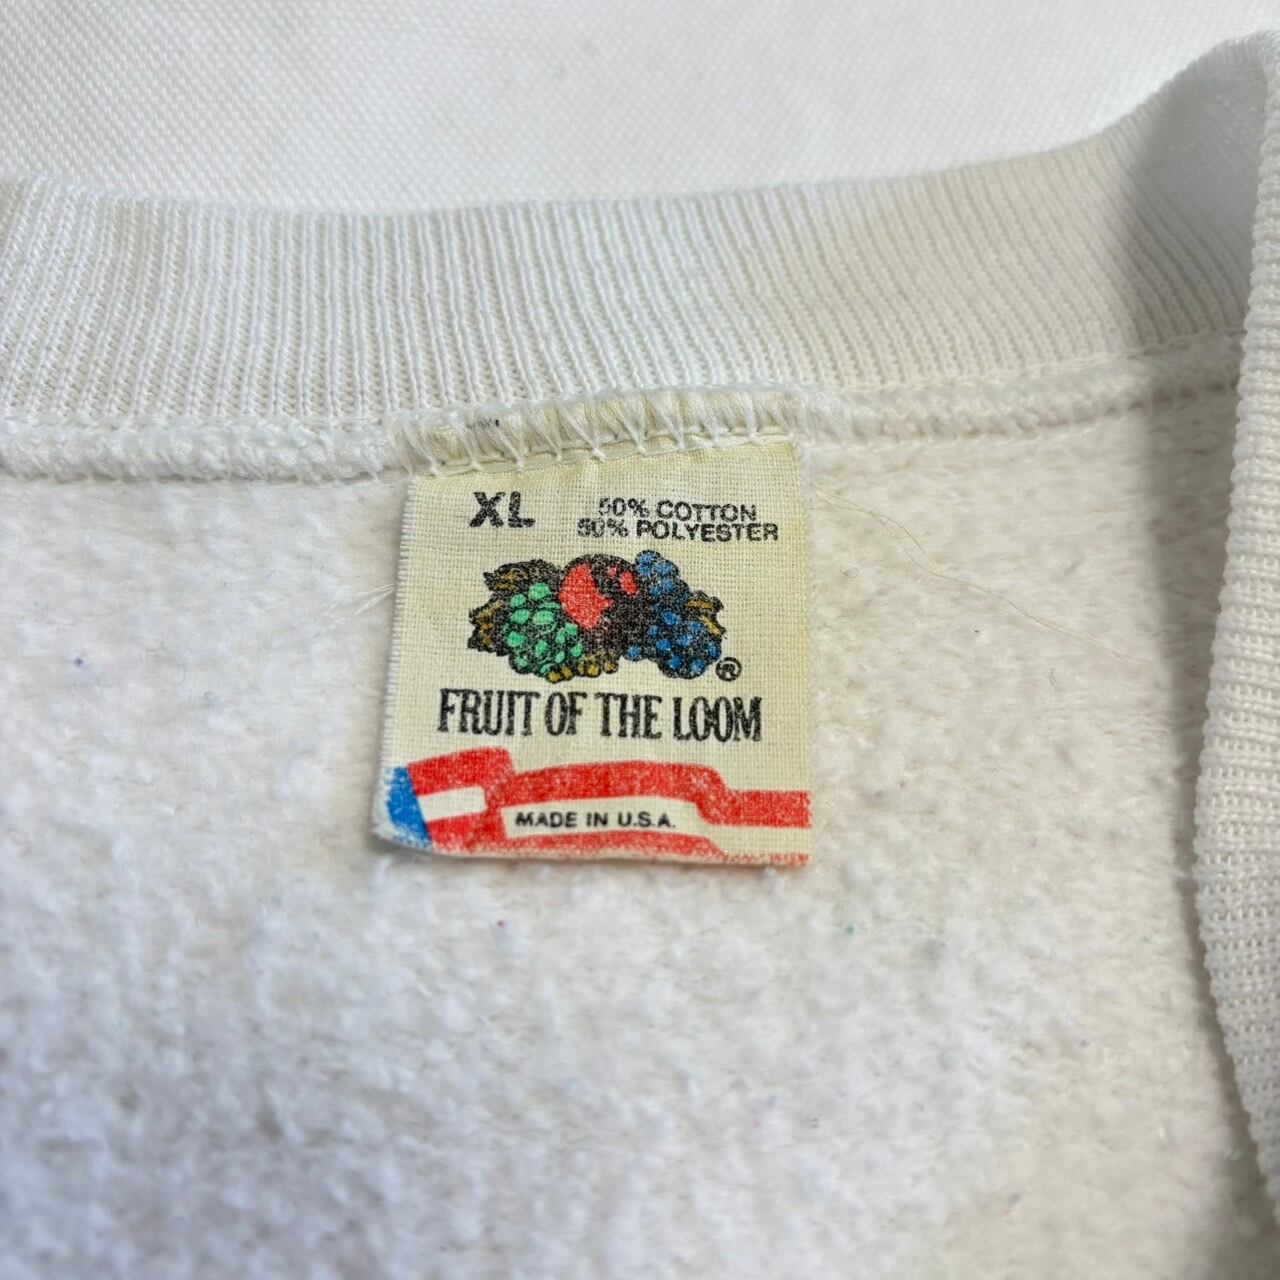 XL
50% COTTON
50% POLYESTER
®
FRUIT OF THE LOOM
MADE IN U.S.A.